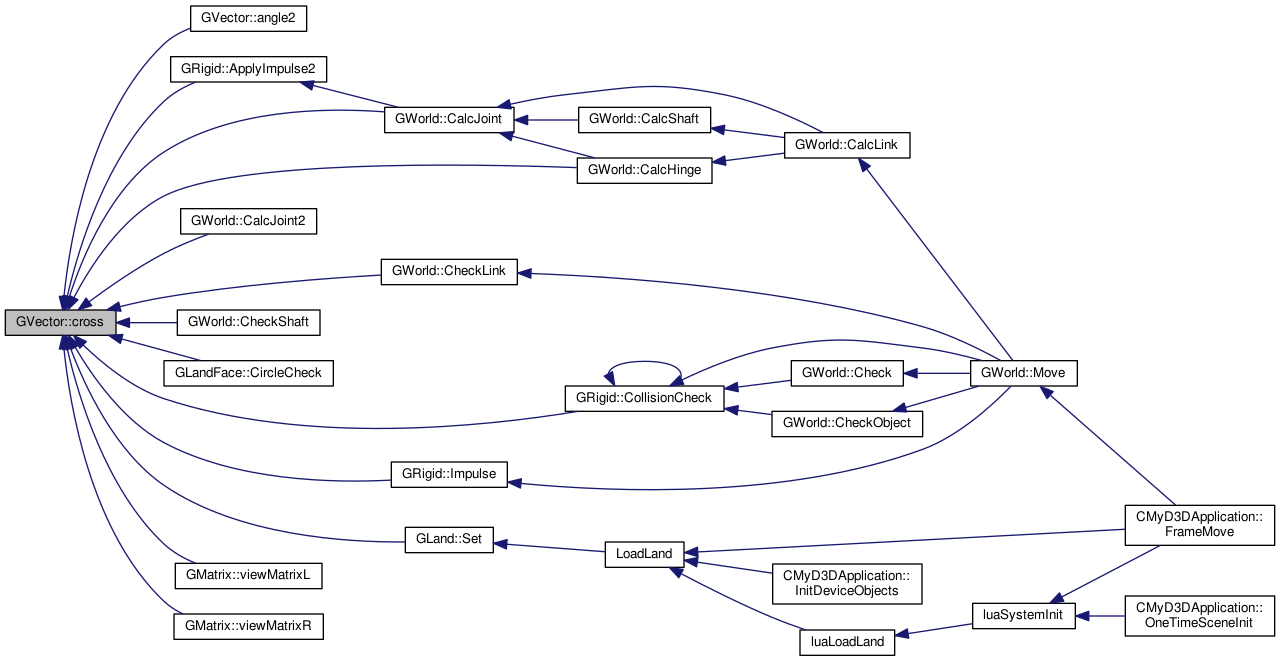 GVector::angle2
GRigid::ApplyImpulse2
GWorld::CalcJoint
GWorld::CalcShaft
GWorld::CalcLink
GWorld::CalcHinge
GWorld::CalcJoint2
GWorld::CheckLink
GVector::cross
GWorld::CheckShaft
GLandFace::CircleCheck
GWorld::Check
GWorld::Move
GRigid::CollisionCheck
GWorld::CheckObject
GRigid::Impulse
CMyD3DApplication::
FrameMove
GLand::Set
LoadLand
GMatrix::viewMatrixL
CMyD3DApplication::
InitDeviceObjects
luaSystemInit
CMyD3DApplication::
OneTimeSceneInit
GMatrix::viewMatrixR
luaLoadLand